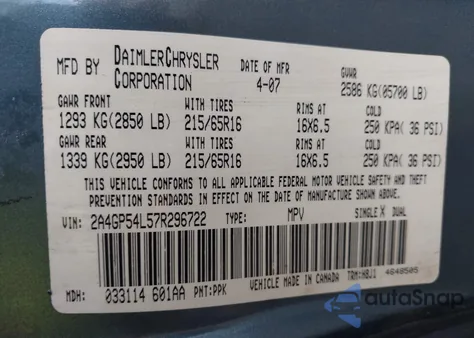 MFD BY DAIMLERCHRYSLER CORPORATION DATE OF MFR 4-07 GVWR 2586 KG(05700 LB)
GAWR FRONT WITH TIRES RIMS AT COLD
1293 KG(2850 LB) 215/65R16 16X6.5 250 KPA( 36 PSI)
GAWR REAR WITH TIRES RIMS AT COLD
1339 KG(2950 LB) 215/65R16 16X6.5 250 KPA( 36 PSI)
THIS VEHICLE CONFORMS TO ALL APPLICABLE FEDERAL MOTOR VEHICLE SAFETY AND THEFT
PREVENTION STANDARDS IN EFFECT ON THE DATE OF MANUFACTURE SHOWN ABOVE.
VIN: 2A4GP54L57R296722 TYPE: MPV SINGLE X DUAL
MDH: 033114 601AA PNT:PPK VEHICLE MADE IN CANADA TRM:HBJ1 4648505
autoSnap